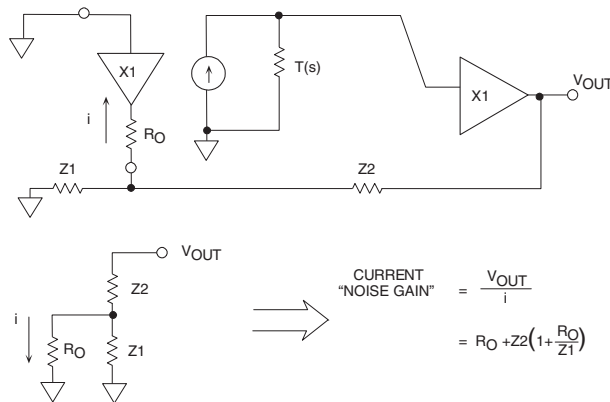 X1
T(s)
X1
VOUT
i
RO
Z1
Z2
VOUT
Z2
i
RO
Z1
CURRENT
“NOISE GAIN” = VOUT / i
= RO +Z2(1+ RO / Z1)